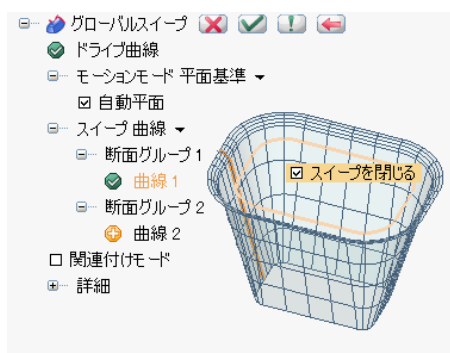 グローバルスイープ
ドライブ曲線
モーションモード 平面基準
自動平面
スイープ 曲線
断面グループ 1
スイープを閉じる
曲線 1
断面グループ 2
曲線 2
関連付けモード
詳細